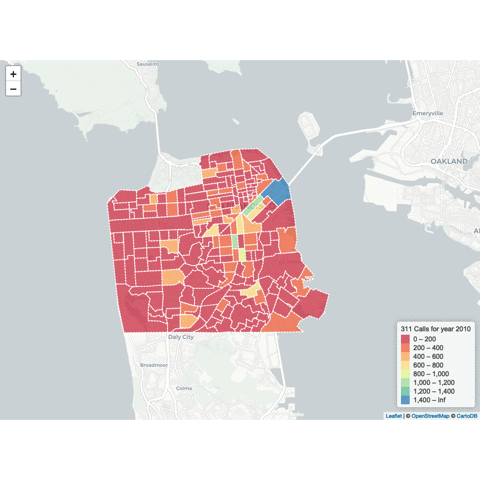 Sausalito
+
−
Emeryville
OAKLAND
Daly City
Broadmoor
Colma
311 Calls for year 2010
0 – 200
200 – 400
400 – 600
600 – 800
800 – 1,000
1,000 – 1,200
1,200 – 1,400
1,400 – inf
Leaflet | © OpenStreetMap © CartoDB